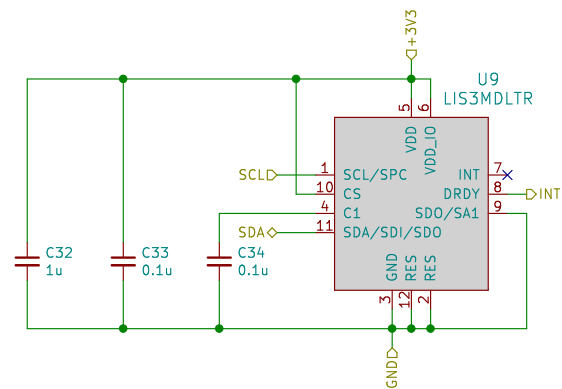 +3V3
U9
LIS3MDLTR
5
6
VDD
VDD_IO
SCL
1
SCL/SPC
INT
7
10
CS
DRDY
8
INT
4
C1
SDO/SA1
9
SDA
11
SDA/SDI/SDO
C32
1u
C33
0.1u
C34
0.1u
GND
RES
RES
3
12
2
GND